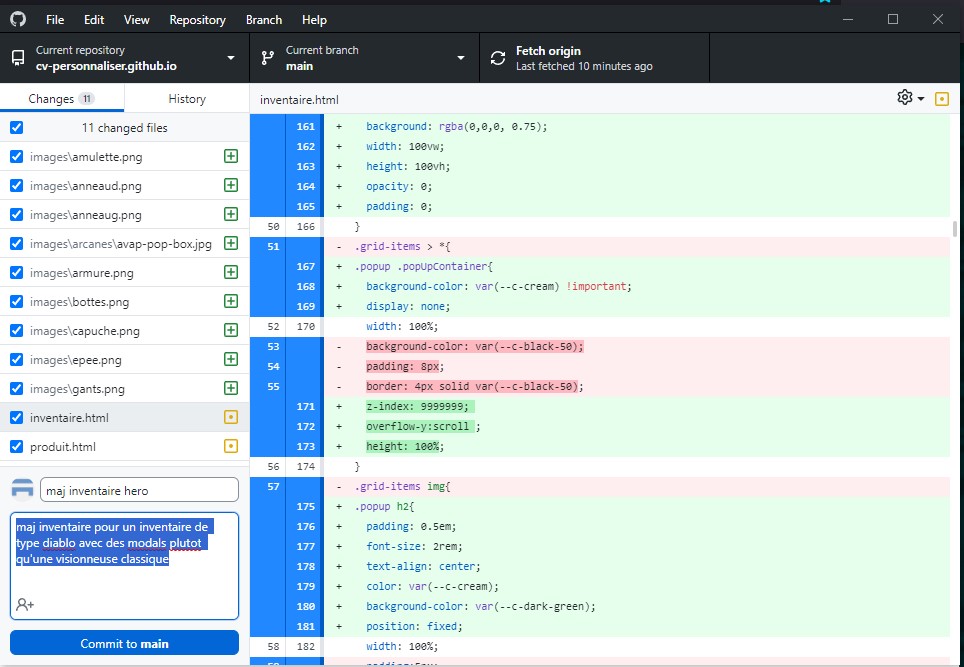 File Edit View Repository Branch Help
Current repository
cv-personnaliser.github.io
Current branch
main
Fetch origin
Last fetched 10 minutes ago
Changes 11 History
11 changed files
images\amulette.png
images\anneaud.png
images\anneaug.png
images\arcanes\avap-pop-box.jpg
images\armure.png
images\bottes.png
images\capuche.png
images\epee.png
images\gants.png
inventaire.html
produit.html
maj inventaire hero
maj inventaire pour un inventaire de
type diablo avec des modals plutot
qu'une visionneuse classique
Commit to main
inventaire.html
161 + background: rgba(0,0,0, 0.75);
162 + width: 100vw;
163 + height: 100vh;
164 + opacity: 0;
165 + padding: 0;
50 166 }
51 - .grid-items > *{
167 + .popup .popUpContainer{
168 + background-color: var(--c-cream) !important;
169 + display: none;
52 170 width: 100%;
53 - background-color: var(--c-black-50);
54 - padding: 8px;
55 - border: 4px solid var(--c-black-50);
171 + z-index: 9999999;
172 + overflow-y:scroll ;
173 + height: 100%;
56 174 }
57 - .grid-items img{
175 + .popup h2{
176 + padding: 0.5em;
177 + font-size: 2rem;
178 + text-align: center;
179 + color: var(--c-cream);
180 + background-color: var(--c-dark-green);
181 + position: fixed;
58 182 width: 100%;